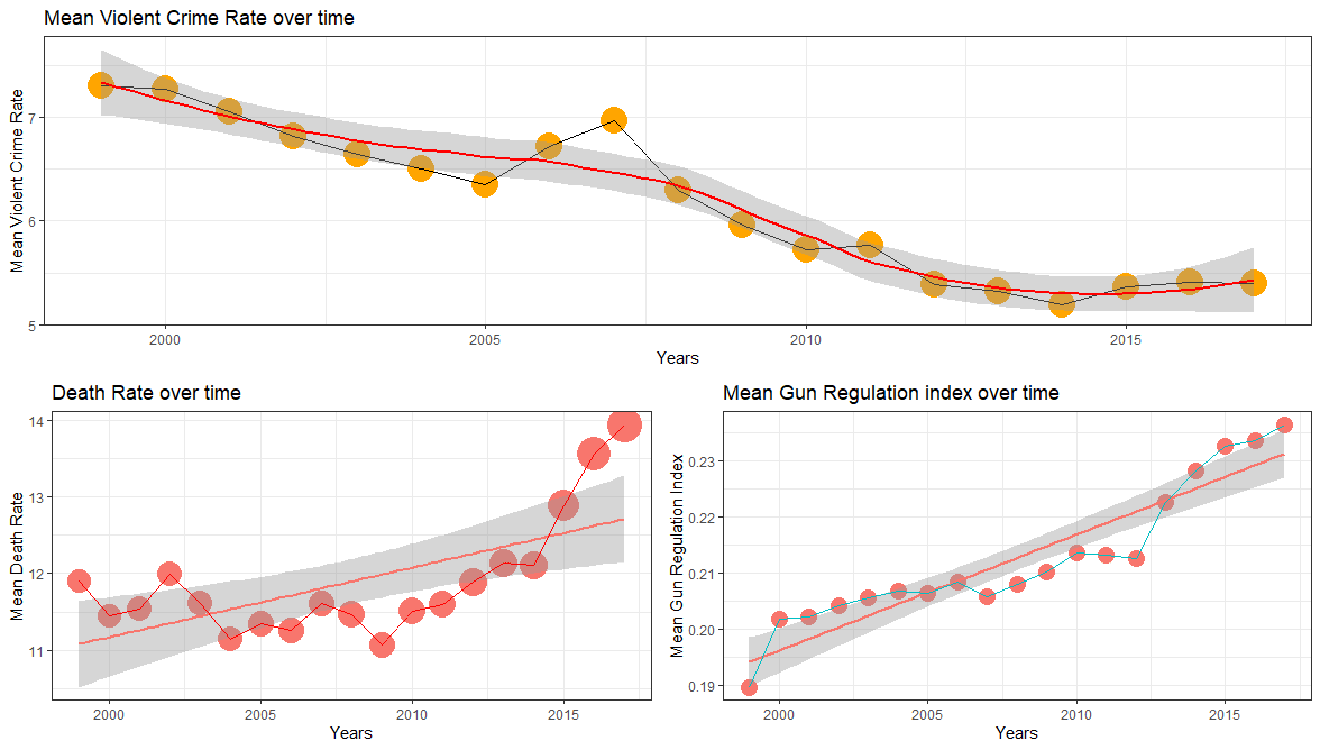 Mean Violent Crime Rate over time
Mean Violent Crime Rate
7
6
5
2000 2005 2010 2015
Years
Death Rate over time
Mean Death Rate
14
13
12
11
2000 2005 2010 2015
Years
Mean Gun Regulation index over time
Mean Gun Regulation Index
0.23
0.22
0.21
0.20
0.19
2000 2005 2010 2015
Years